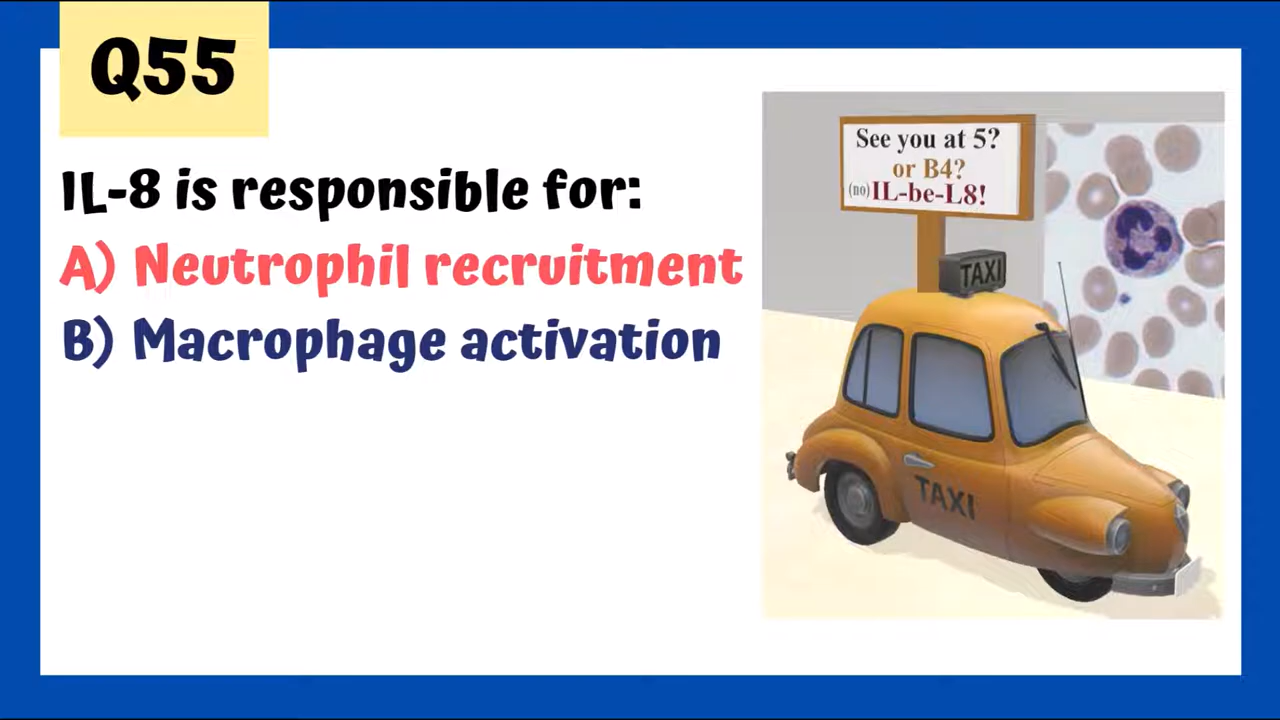 Q55
IL-8 is responsible for:
A) Neutrophil recruitment
B) Macrophage activation
See you at 5?
or B4?
(no)IL-be-L8!
TAXI
TAXI